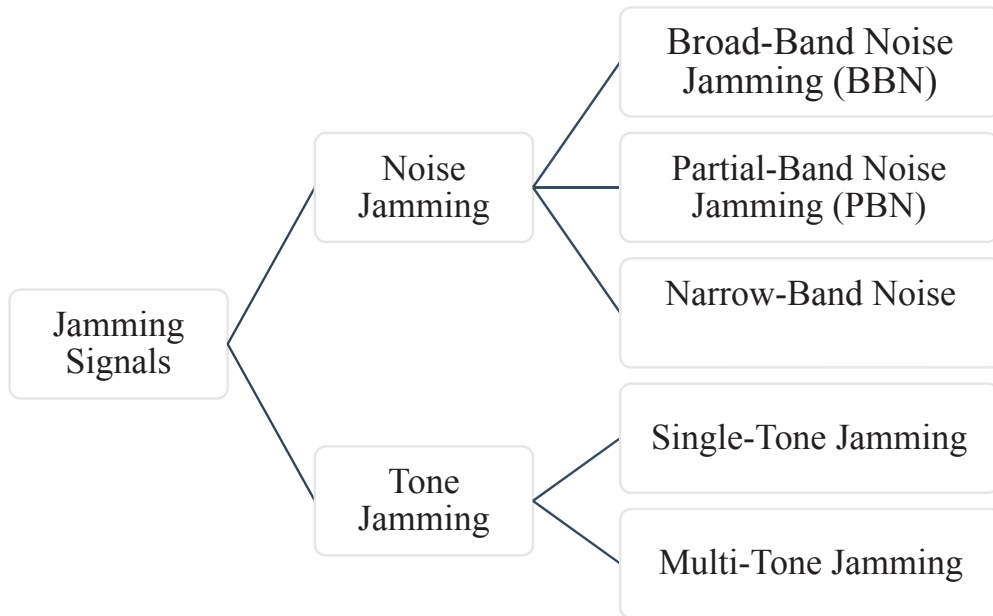 Jamming
Signals
Noise
Jamming
Tone
Jamming
Broad-Band Noise
Jamming (BBN)
Partial-Band Noise
Jamming (PBN)
Narrow-Band Noise
Single-Tone Jamming
Multi-Tone Jamming